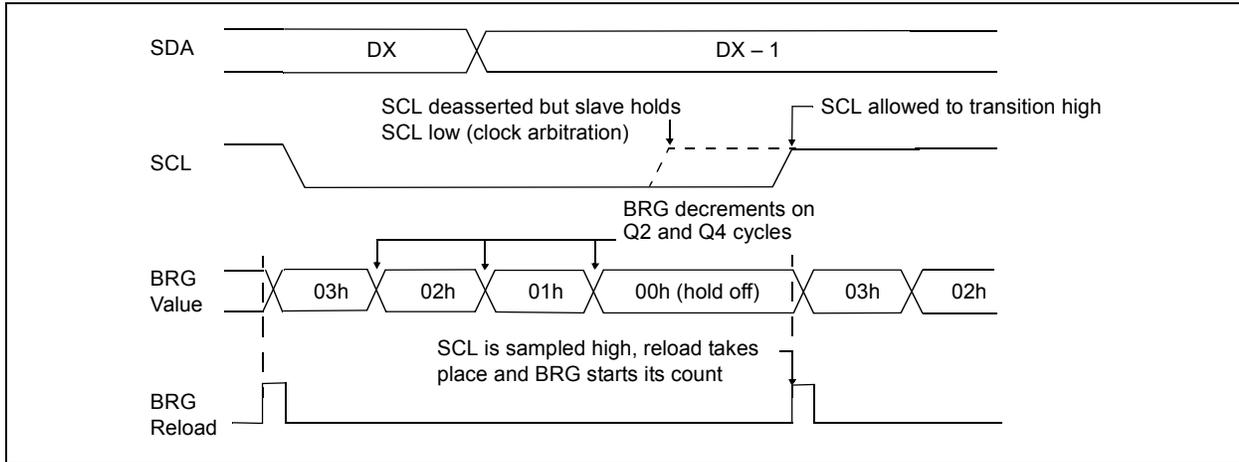 SDA
DX
DX – 1
SCL deasserted but slave holds
SCL low (clock arbitration)
SCL allowed to transition high
SCL
BRG decrements on
Q2 and Q4 cycles
BRG
Value
03h
02h
01h
00h (hold off)
03h
02h
SCL is sampled high, reload takes
place and BRG starts its count
BRG
Reload